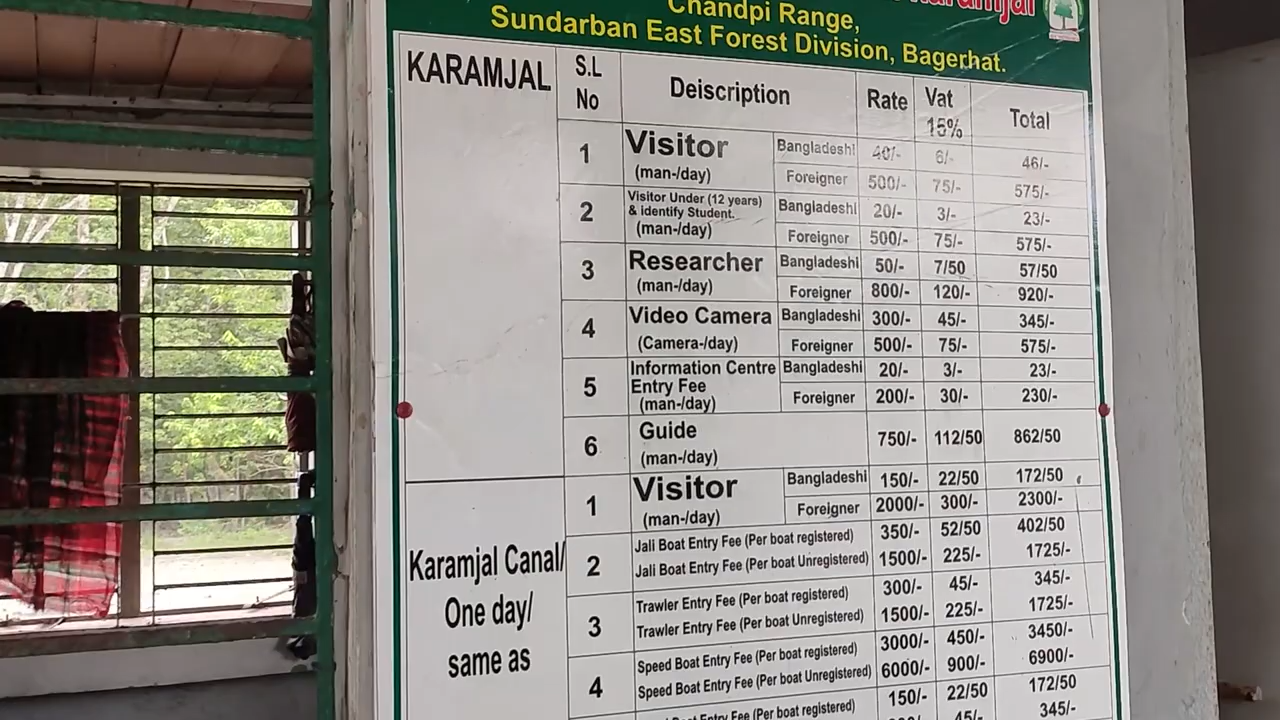 Karamjal
Chandpi Range,
Sundarban East Forest Division, Bagerhat.
KARAMJAL S.L No Deiscription Rate Vat 15% Total
1 Visitor (man-/day) Bangladeshi 40/- 6/- 46/-
Foreigner 500/- 75/- 575/-
2 Visitor Under (12 years) & identify Student. (man-/day) Bangladeshi 20/- 3/- 23/-
Foreigner 500/- 75/- 575/-
3 Researcher (man-/day) Bangladeshi 50/- 7/50 57/50
Foreigner 800/- 120/- 920/-
4 Video Camera (Camera-/day) Bangladeshi 300/- 45/- 345/-
Foreigner 500/- 75/- 575/-
5 Information Centre Entry Fee (man-/day) Bangladeshi 20/- 3/- 23/-
Foreigner 200/- 30/- 230/-
6 Guide (man-/day) 750/- 112/50 862/50
Karamjal Canal/ One day/ same as
1 Visitor (man-/day) Bangladeshi 150/- 22/50 172/50
Foreigner 2000/- 300/- 2300/-
2 Jali Boat Entry Fee (Per boat registered) 350/- 52/50 402/50
Jali Boat Entry Fee (Per boat Unregistered) 1500/- 225/- 1725/-
3 Trawler Entry Fee (Per boat registered) 300/- 45/- 345/-
Trawler Entry Fee (Per boat Unregistered) 1500/- 225/- 1725/-
4 Speed Boat Entry Fee (Per boat registered) 3000/- 450/- 3450/-
Speed Boat Entry Fee (Per boat Unregistered) 6000/- 900/- 6900/-
Boat Entry Fee (Per boat registered) 150/- 22/50 172/50
45/- 345/-